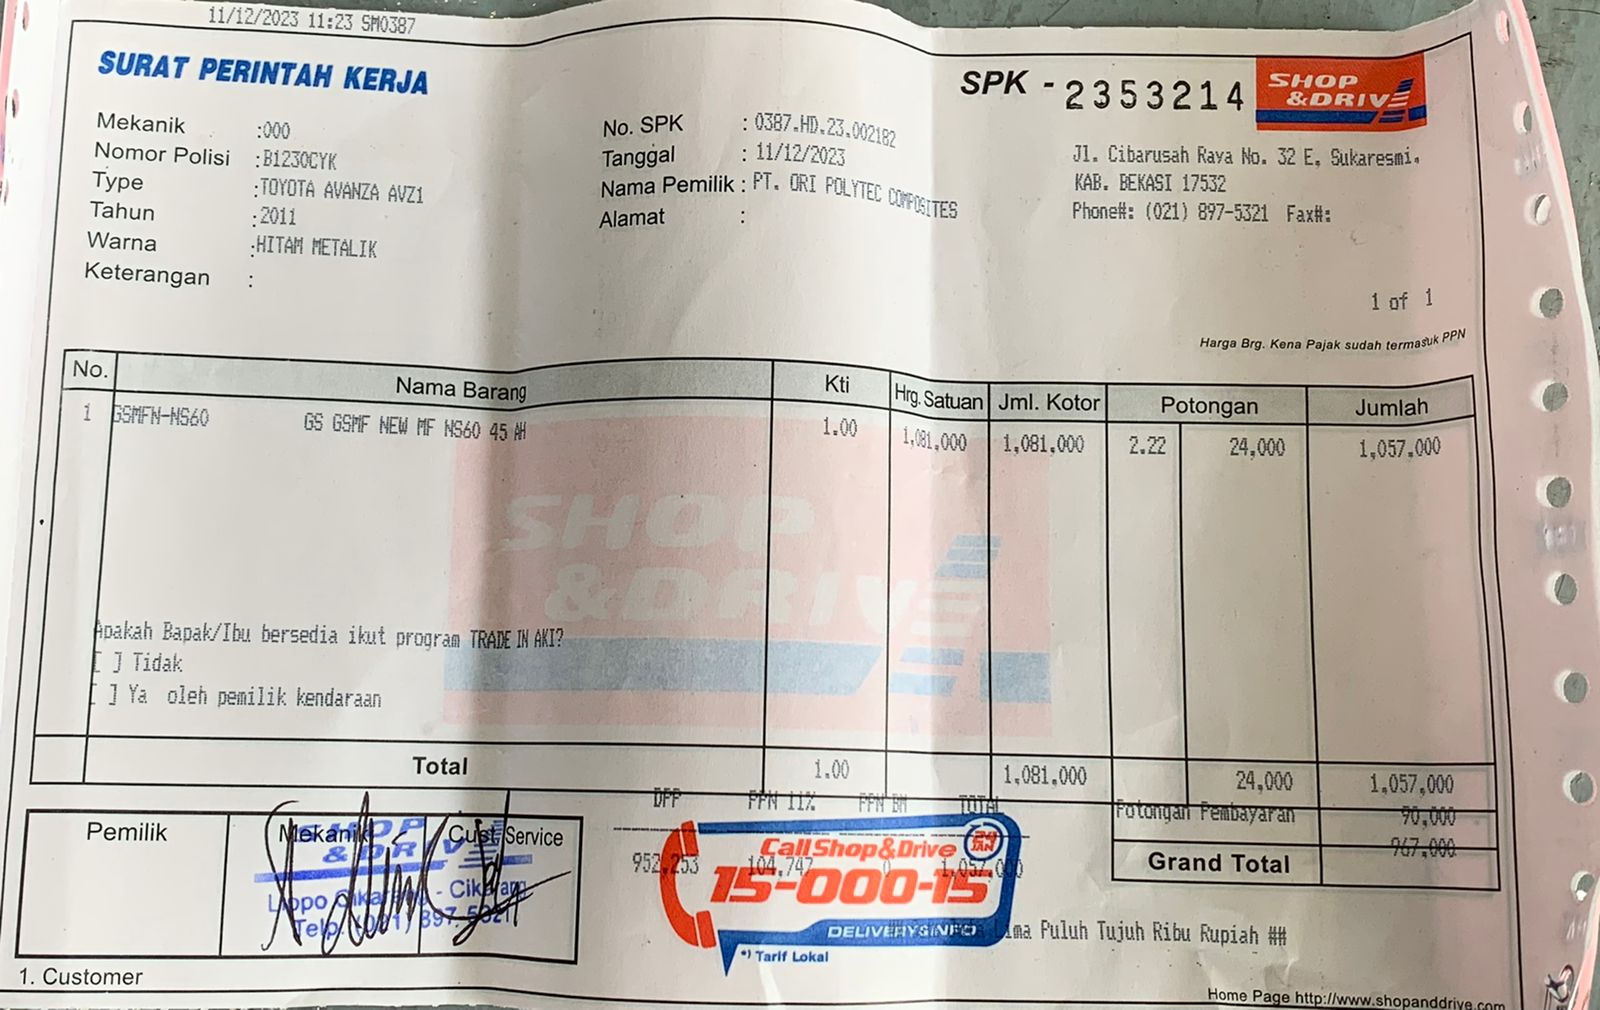 11/12/2023 11:23 SM0387
SURAT PERINTAH KERJA
SPK - 2353214
SHOP &DRIVE
Mekanik :000
Nomor Polisi :B1230CYK
Type :TOYOTA AVANZA AVZ1
Tahun :2011
Warna :HITAM METALIK
Keterangan :
No. SPK : 0387.HD.23.002182
Tanggal : 11/12/2023
Nama Pemilik : PT. ORI POLYTEC COMPOSITES
Alamat :
Jl. Cibarusah Raya No. 32 E, Sukaresmi.
KAB. BEKASI 17532
Phone#: (021) 897-5321 Fax#:
1 of 1
Harga Brg. Kena Pajak sudah termasuk PPN
No. Nama Barang Kti Hrg. Satuan Jml. Kotor Potongan Jumlah
1 GSMFN-NS60 GS GSMF NEW MF NS60 45 AH 1.00 1,081,000 1,081,000 2.22 24,000 1,057,000
SHOP
&DRIVE
Apakah Bapak/Ibu bersedia ikut program TRADE IN AKI?
[ ] Tidak
[ ] Ya oleh pemilik kendaraan
Total 1.00 1,081,000 24,000 1,057,000
DPP PPN 11% PPN BM TOTAL
952,253 104,747 0 1,057,000
Potongan Pembayaran 90,000
Grand Total 967,000
Pemilik Mekanik Cust. Service
SHOP
& DRIVE
Lippo Cikarang - Cikarang
Telp. (021) 897-5321
Call Shop&Drive 24 JAM
15-000-15
DELIVERY&INFO
*) Tarif Lokal
Lima Puluh Tujuh Ribu Rupiah ##
1. Customer
Home Page http://www.shopanddrive.com